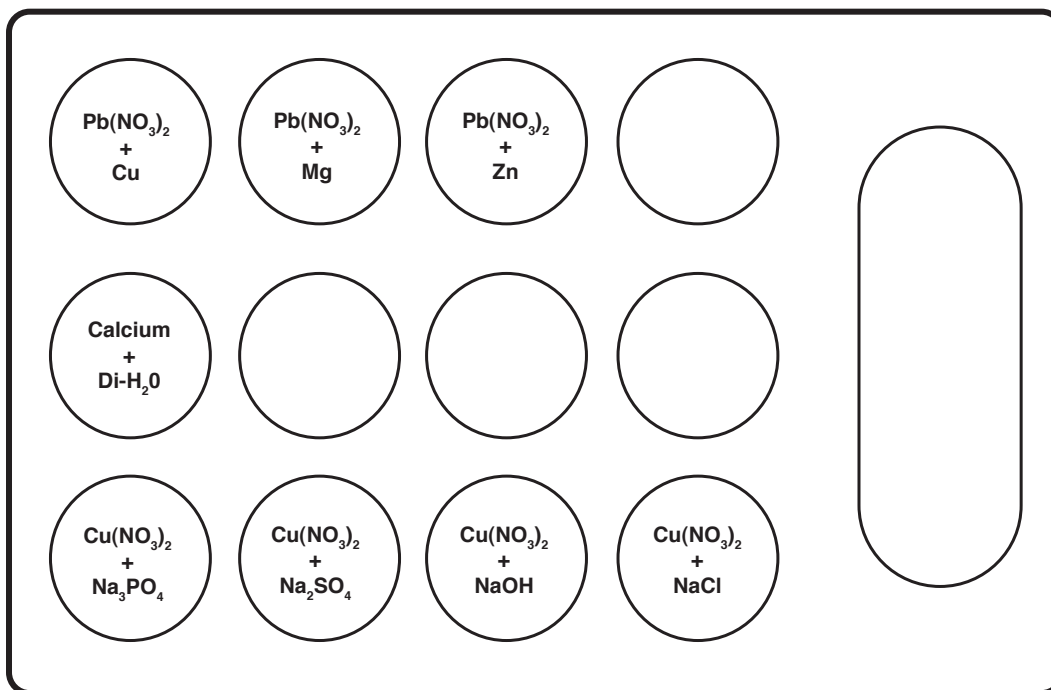 Pb(NO₃)₂
+
Cu
Pb(NO₃)₂
+
Mg
Pb(NO₃)₂
+
Zn
Calcium
+
Di-H₂0
Cu(NO₃)₂
+
Na₃PO₄
Cu(NO₃)₂
+
Na₂SO₄
Cu(NO₃)₂
+
NaOH
Cu(NO₃)₂
+
NaCl